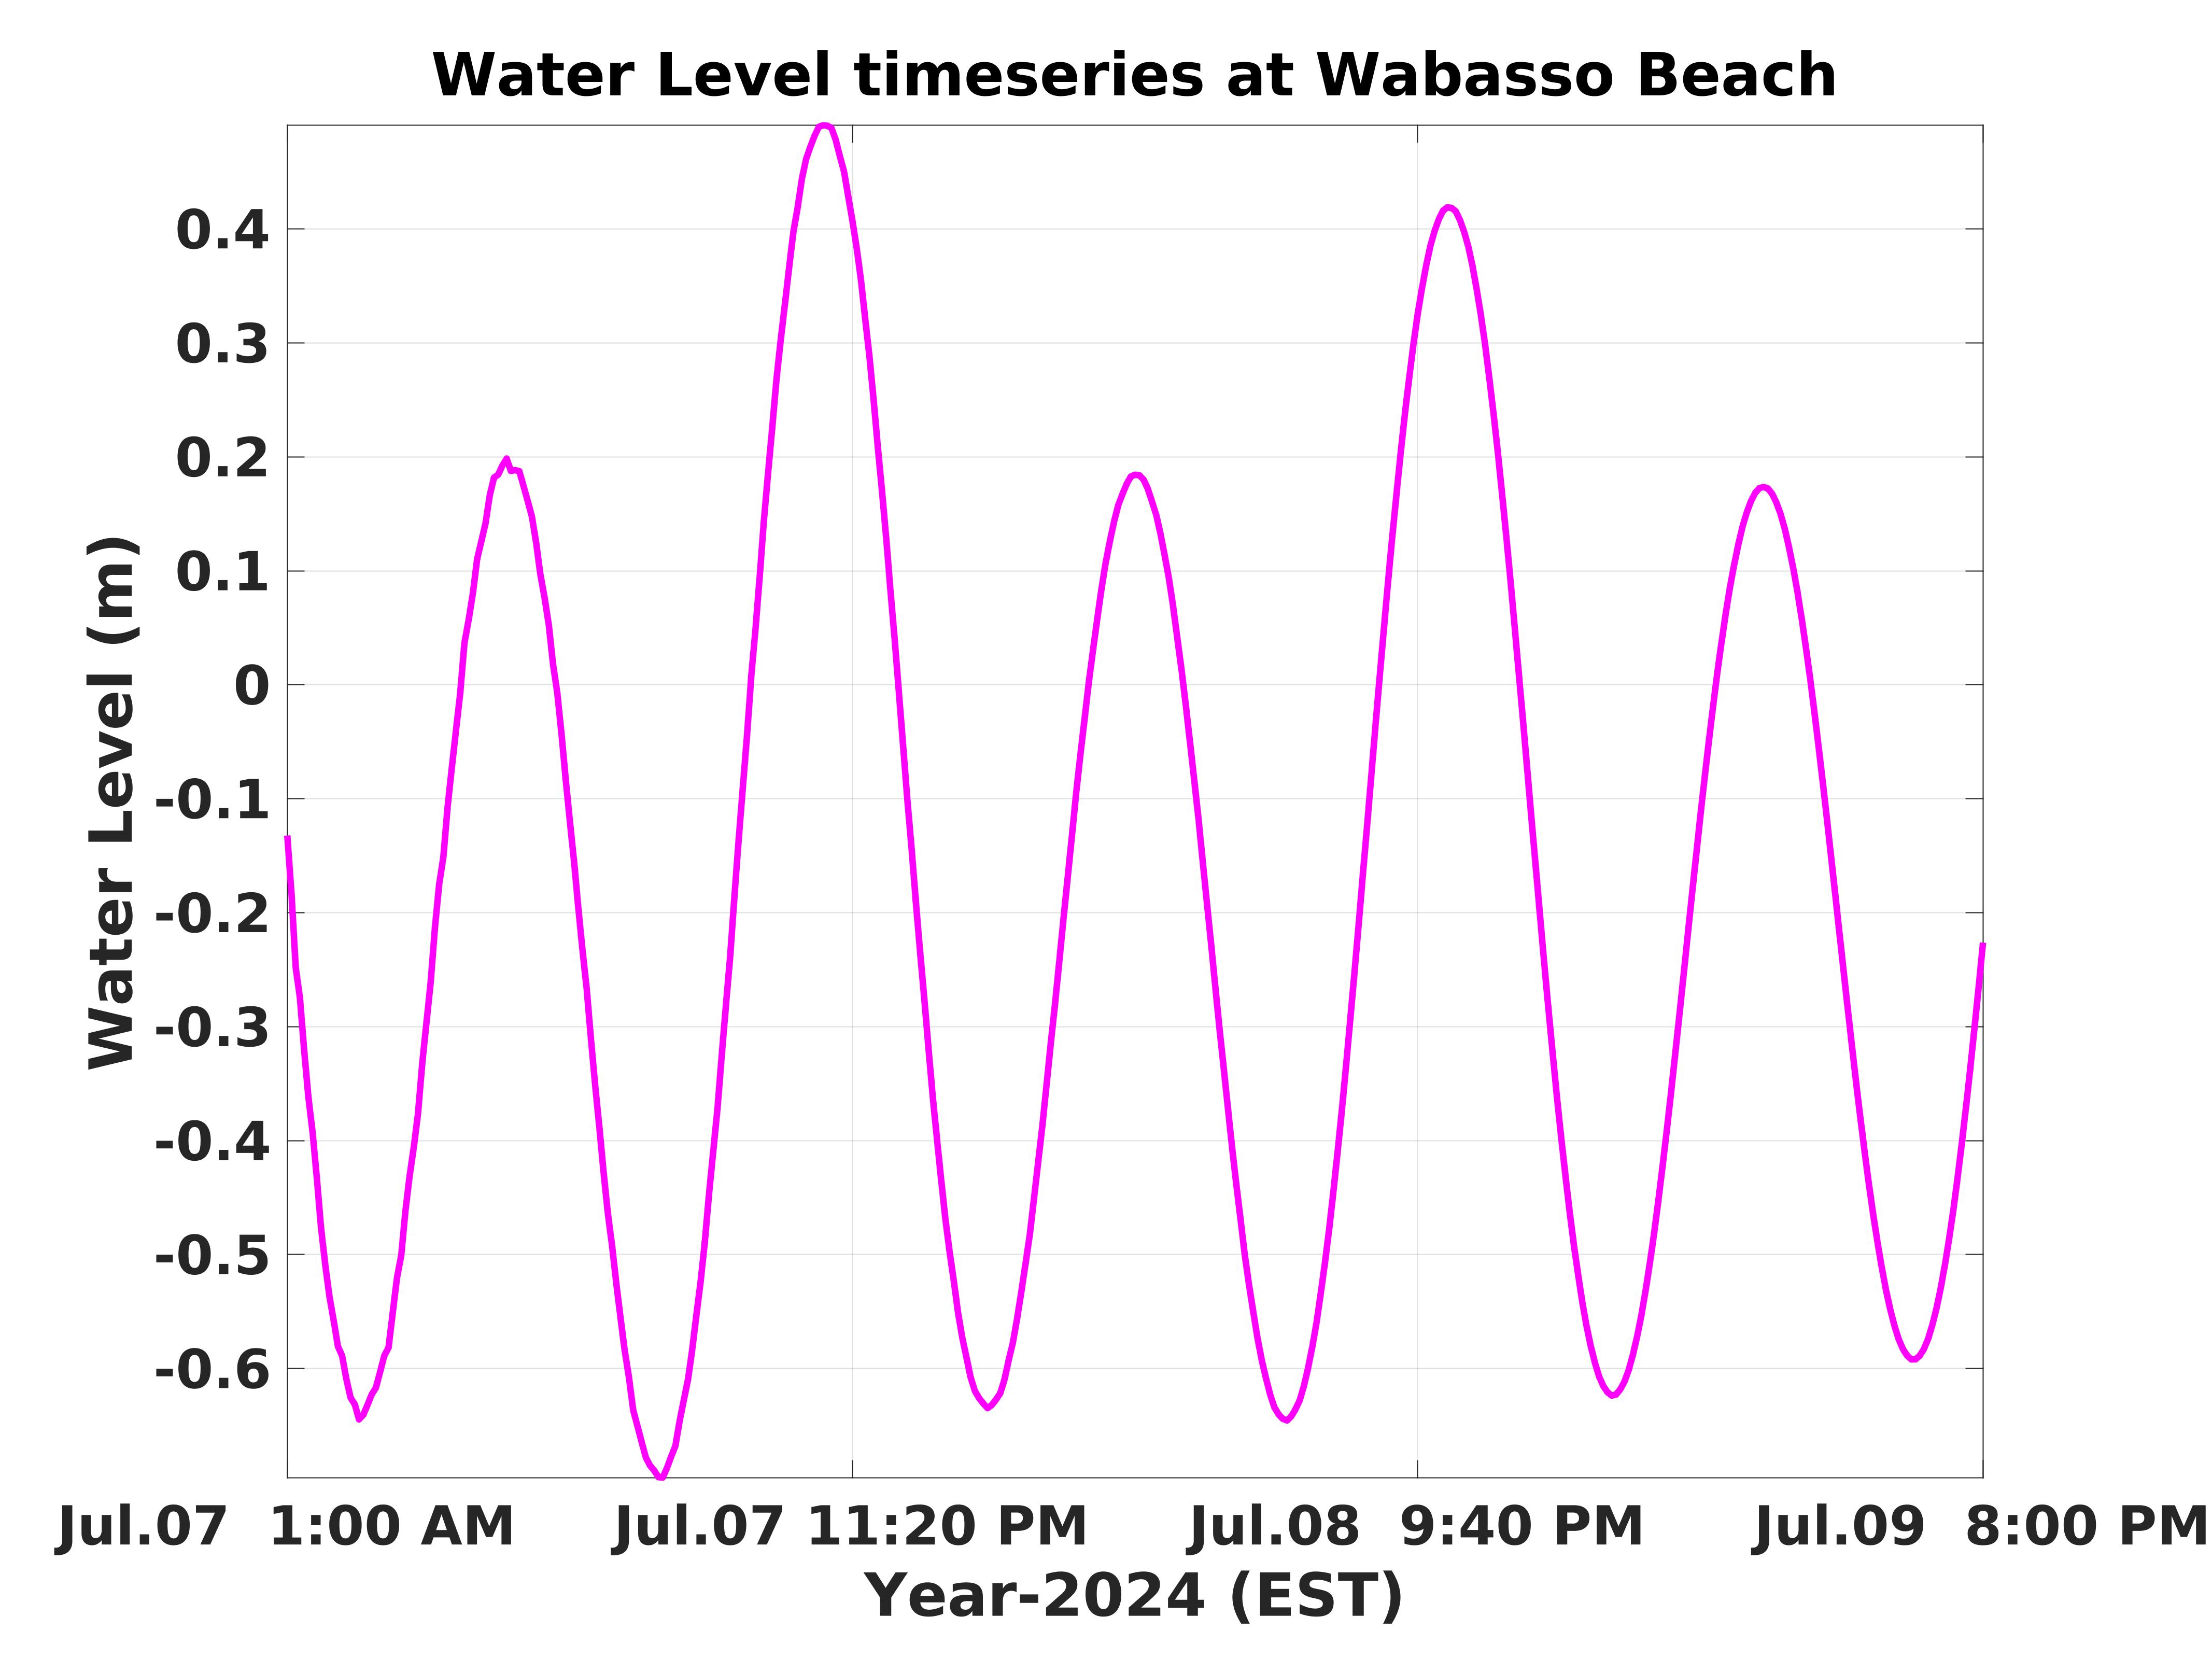 Water Level timeseries at Wabasso Beach
0.4
0.3
0.2
0.1
0
-0.1
-0.2
-0.3
-0.4
-0.5
-0.6
Water Level (m)
Jul.07 1:00 AM
Jul.07 11:20 PM
Jul.08 9:40 PM
Jul.09 8:00 PM
Year-2024 (EST)